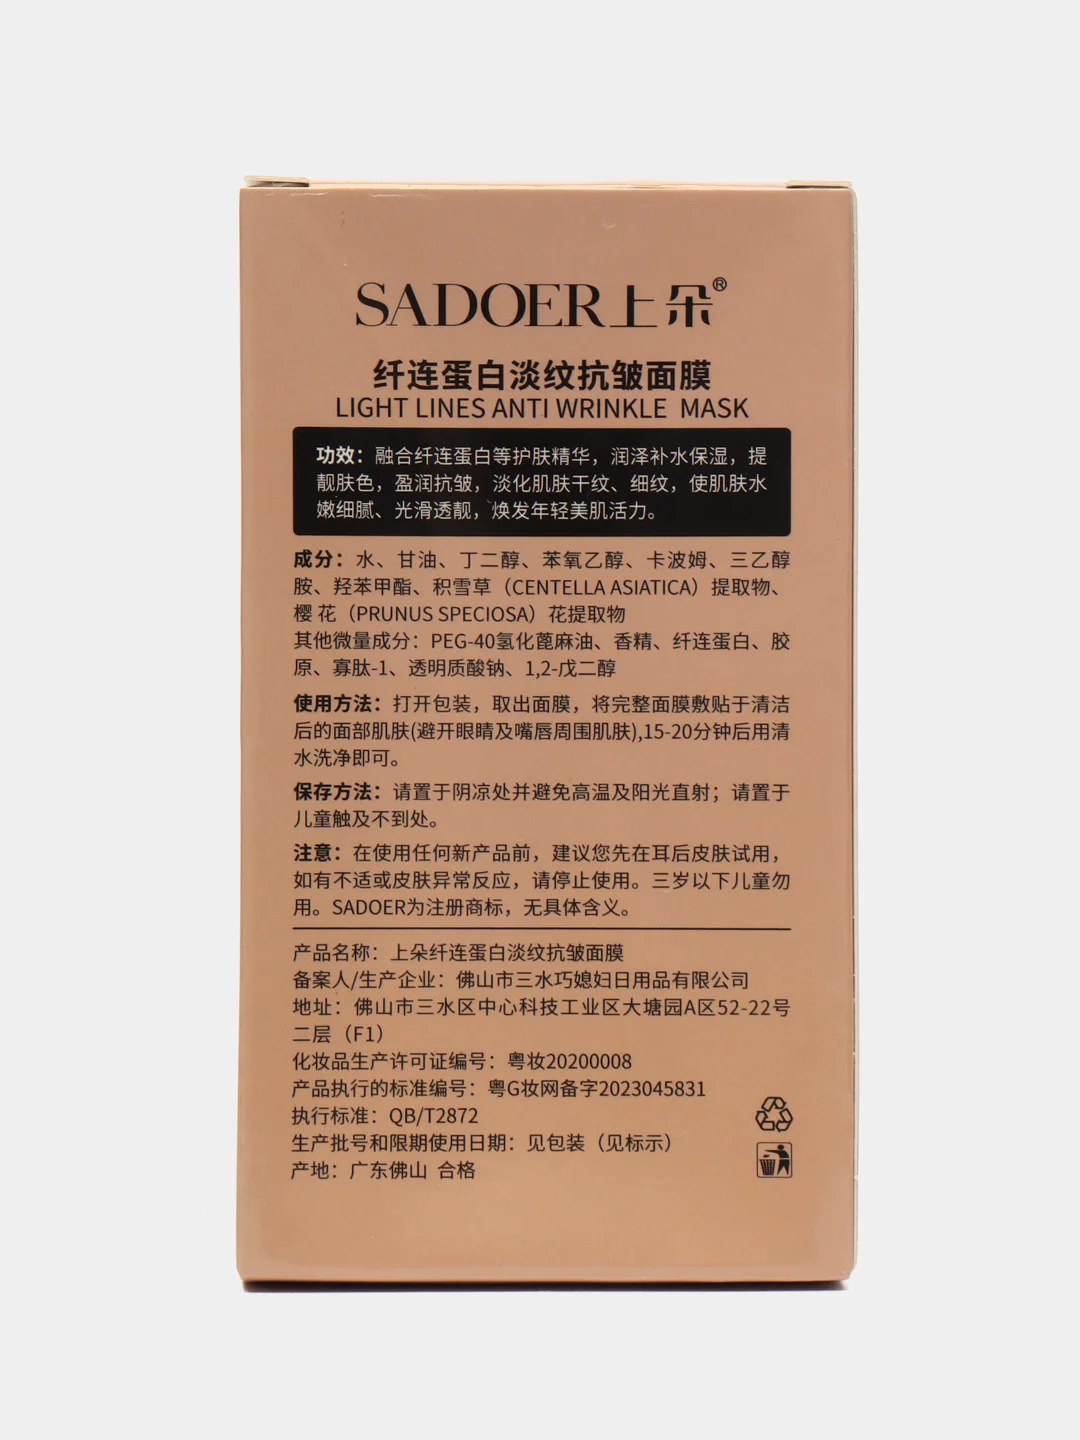 SADOER上朵®
纤连蛋白淡纹抗皱面膜
LIGHT LINES ANTI WRINKLE MASK
功效：融合纤连蛋白等护肤精华，润泽补水保湿，提
靓肤色，盈润抗皱，淡化肌肤干纹、细纹，使肌肤水
嫩细腻、光滑透靓，焕发年轻美肌活力。
成分：水、甘油、丁二醇、苯氧乙醇、卡波姆、三乙醇
胺、羟苯甲酯、积雪草（CENTELLA ASIATICA）提取物、
樱 花（PRUNUS SPECIOSA）花提取物
其他微量成分：PEG-40氢化蓖麻油、香精、纤连蛋白、胶
原、寡肽-1、透明质酸钠、1,2-戊二醇
使用方法：打开包装，取出面膜，将完整面膜敷贴于清洁
后的面部肌肤(避开眼睛及嘴唇周围肌肤),15-20分钟后用清
水洗净即可。
保存方法：请置于阴凉处并避免高温及阳光直射；请置于
儿童触及不到处。
注意：在使用任何新产品前，建议您先在耳后皮肤试用，
如有不适或皮肤异常反应，请停止使用。三岁以下儿童勿
用。SADOER为注册商标，无具体含义。
产品名称：上朵纤连蛋白淡纹抗皱面膜
备案人/生产企业：佛山市三水巧媳妇日用品有限公司
地址：佛山市三水区中心科技工业区大塘园A区52-22号
二层（F1）
化妆品生产许可证编号：粤妆20200008
产品执行的标准编号：粤G妆网备字2023045831
执行标准：QB/T2872
生产批号和限期使用日期：见包装（见标示）
产地：广东佛山 合格